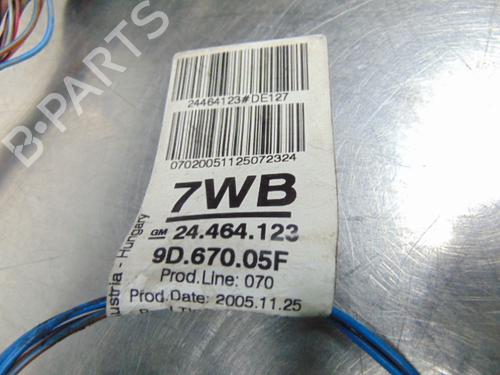 24464123#DE127
07020051125072324
7WB
GM 24.464.123
9D.670.05F
Prod.Line: 070
Prod.Date: 2005.11.25
ustria - Hungary
B-PARTS